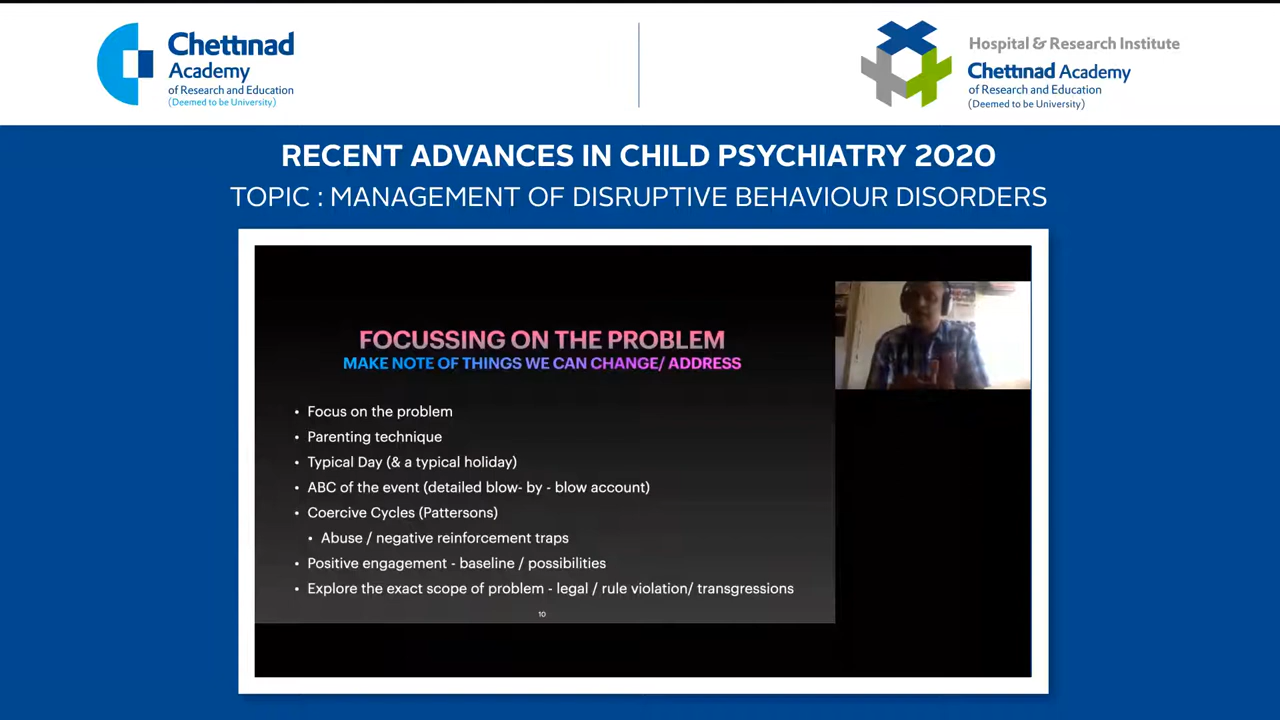 Chettinad
Academy
of Research and Education
(Deemed to be University)
Hospital & Research Institute
Chettinad Academy
of Research and Education
(Deemed to be University)
RECENT ADVANCES IN CHILD PSYCHIATRY 2020
TOPIC : MANAGEMENT OF DISRUPTIVE BEHAVIOUR DISORDERS
FOCUSSING ON THE PROBLEM
MAKE NOTE OF THINGS WE CAN CHANGE/ ADDRESS
• Focus on the problem
• Parenting technique
• Typical Day (& a typical holiday)
• ABC of the event (detailed blow- by - blow account)
• Coercive Cycles (Pattersons)
• Abuse / negative reinforcement traps
• Positive engagement - baseline / possibilities
• Explore the exact scope of problem - legal / rule violation/ transgressions
10